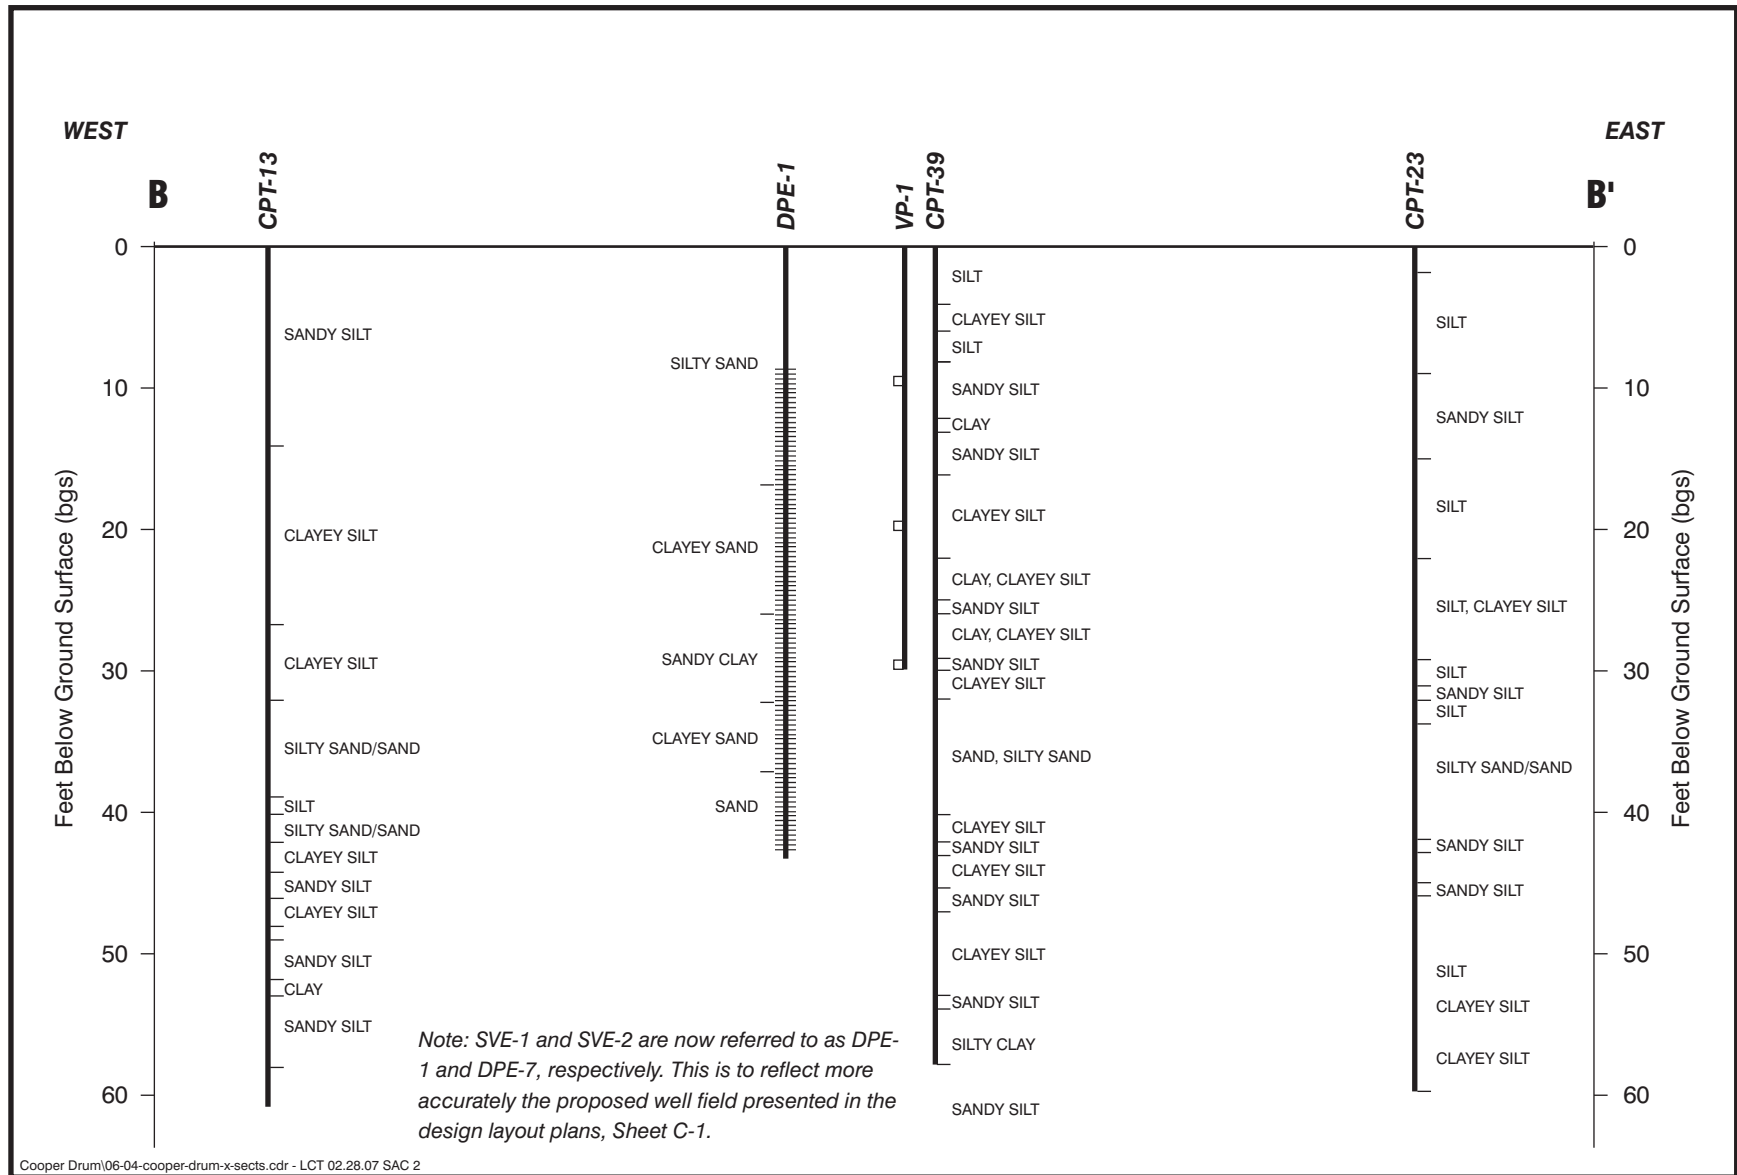 WEST
EAST
B
CPT-13
DPE-1
VP-1
CPT-39
CPT-23
B'
Feet Below Ground Surface (bgs)
0
10
20
30
40
50
60
SANDY SILT
CLAYEY SILT
CLAYEY SILT
SILTY SAND/SAND
SILT
SILTY SAND/SAND
CLAYEY SILT
SANDY SILT
CLAYEY SILT
SANDY SILT
CLAY
SANDY SILT
SILTY SAND
CLAYEY SAND
SANDY CLAY
CLAYEY SAND
SAND
SILT
CLAYEY SILT
SILT
SANDY SILT
CLAY
SANDY SILT
CLAYEY SILT
CLAY, CLAYEY SILT
SANDY SILT
CLAY, CLAYEY SILT
SANDY SILT
CLAYEY SILT
SAND, SILTY SAND
CLAYEY SILT
SANDY SILT
CLAYEY SILT
SANDY SILT
CLAYEY SILT
SANDY SILT
SILTY CLAY
SANDY SILT
SILT
SANDY SILT
SILT
SILT, CLAYEY SILT
SILT
SANDY SILT
SILT
SILTY SAND/SAND
SANDY SILT
SANDY SILT
SILT
CLAYEY SILT
CLAYEY SILT
0
10
20
30
40
50
60
Feet Below Ground Surface (bgs)
Note: SVE-1 and SVE-2 are now referred to as DPE-
1 and DPE-7, respectively. This is to reflect more
accurately the proposed well field presented in the
design layout plans, Sheet C-1.
Cooper Drum\06-04-cooper-drum-x-sects.cdr - LCT 02.28.07 SAC 2